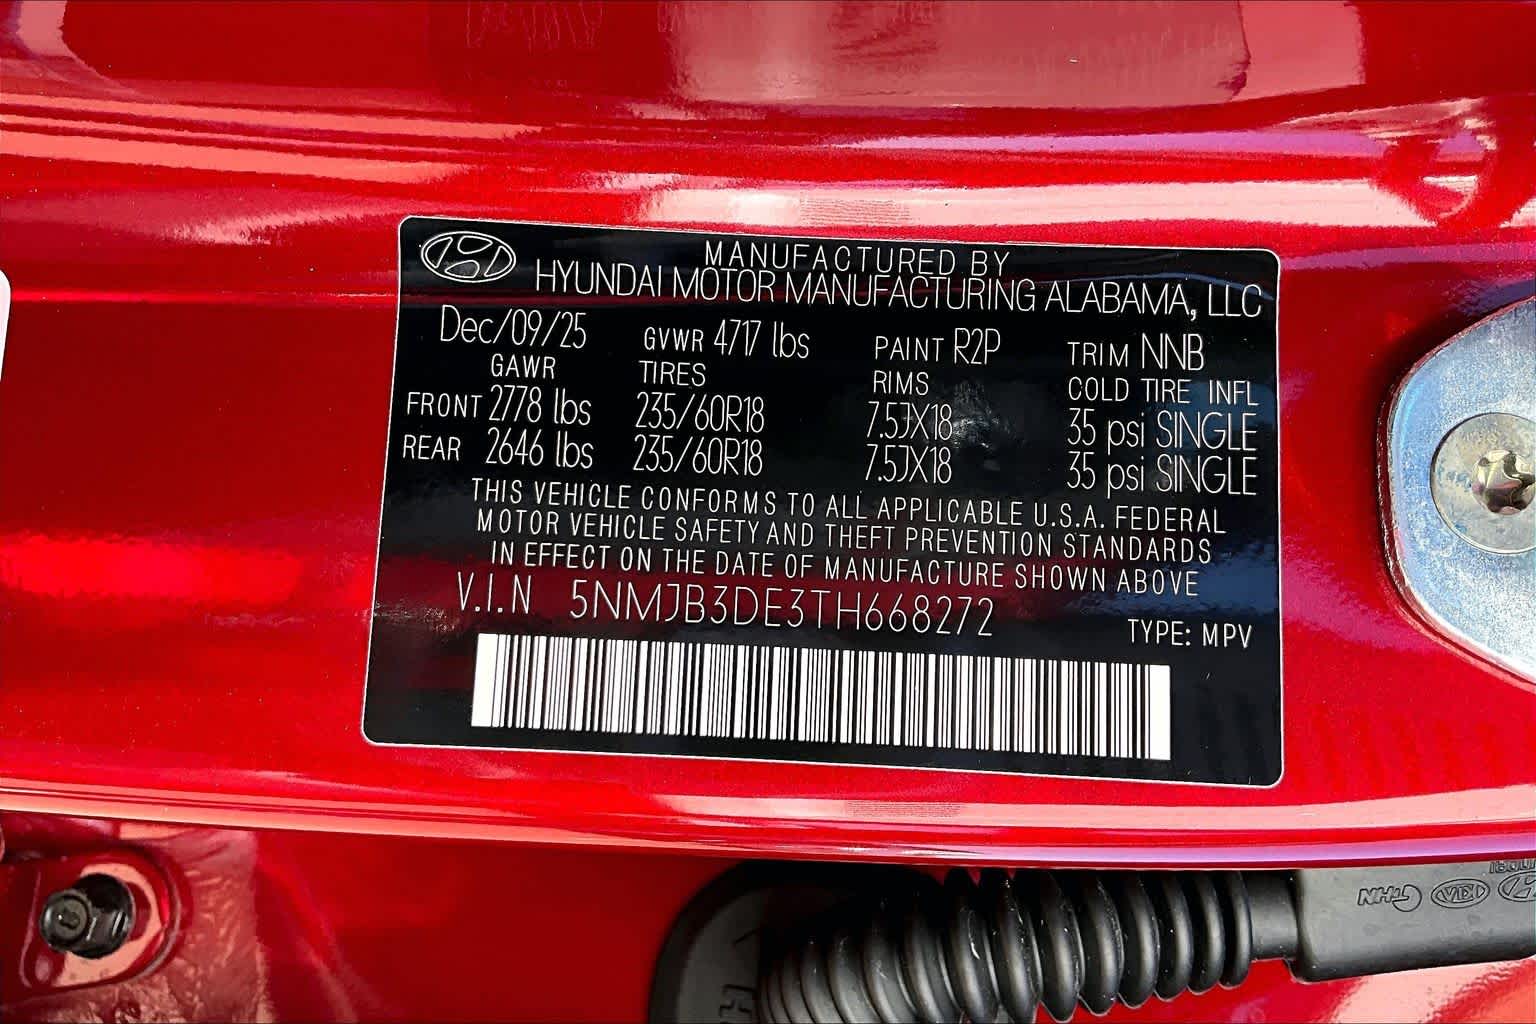 MANUFACTURED BY
HYUNDAI MOTOR MANUFACTURING ALABAMA, LLC
Dec/09/25 GVWR 4717 lbs PAINT R2P TRIM NNB
GAWR TIRES RIMS COLD TIRE INFL
FRONT 2778 lbs 235/60R18 7.5JX18 35 psi SINGLE
REAR 2646 lbs 235/60R18 7.5JX18 35 psi SINGLE
THIS VEHICLE CONFORMS TO ALL APPLICABLE U.S.A. FEDERAL
MOTOR VEHICLE SAFETY AND THEFT PREVENTION STANDARDS
IN EFFECT ON THE DATE OF MANUFACTURE SHOWN ABOVE
V.I.N 5NMJB3DE3TH668272
TYPE: MPV
KIA
GHN